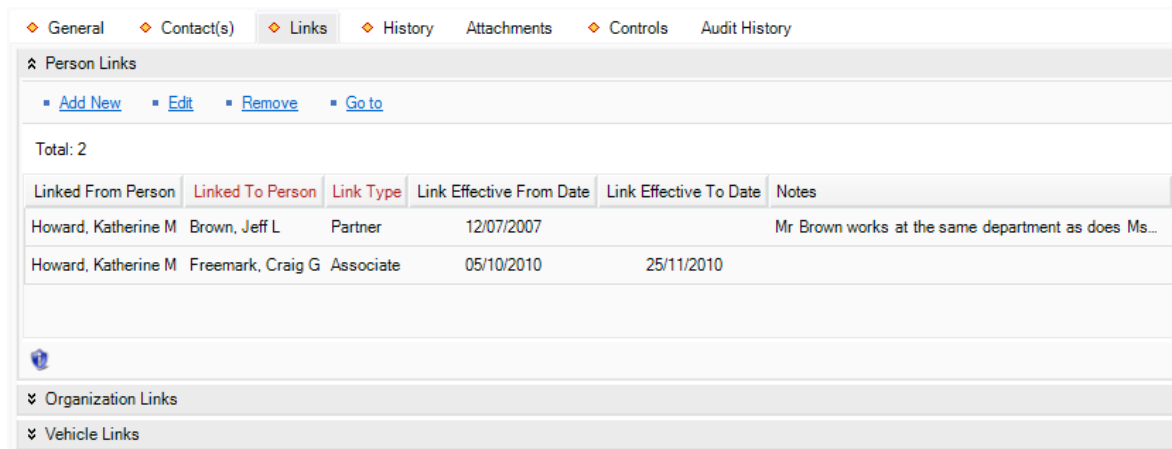 General Contact(s) Links History Attachments Controls Audit History
Person Links
Add New Edit Remove Go to
Total: 2
Linked From Person Linked To Person Link Type Link Effective From Date Link Effective To Date Notes
Howard, Katherine M Brown, Jeff L Partner 12/07/2007 Mr Brown works at the same department as does Ms...
Howard, Katherine M Freemark, Craig G Associate 05/10/2010 25/11/2010
Organization Links
Vehicle Links